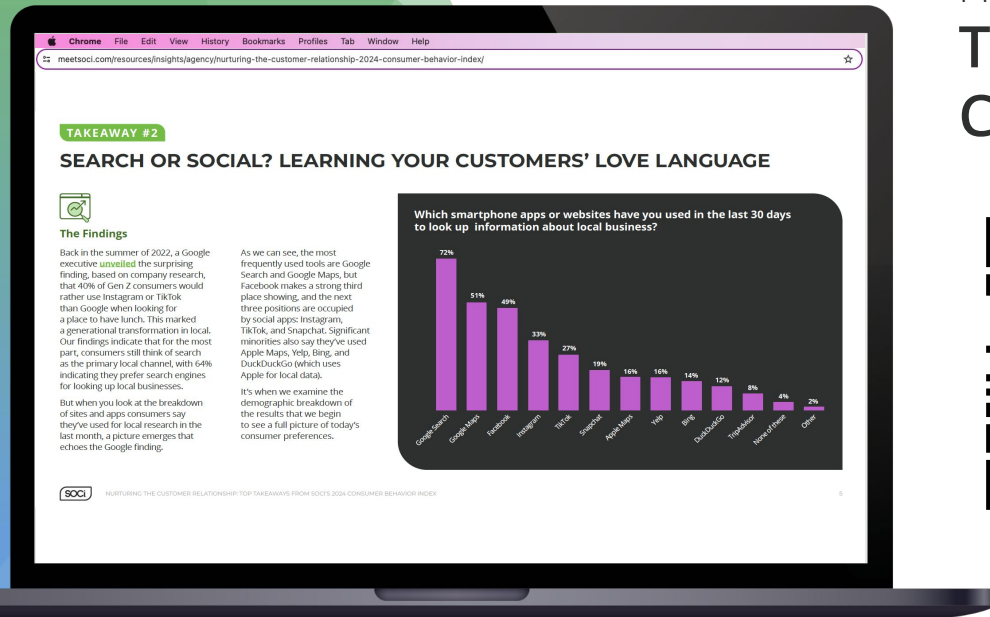 Chrome File Edit View History Bookmarks Profiles Tab Window Help
meetsoci.com/resources/insights/agency/nurturing-the-customer-relationship-2024-consumer-behavior-index/
TAKEAWAY #2
SEARCH OR SOCIAL? LEARNING YOUR CUSTOMERS' LOVE LANGUAGE
The Findings
Back in the summer of 2022, a Google
executive unveiled the surprising
finding, based on company research,
that 40% of Gen Z consumers would
rather use Instagram or TikTok
than Google when looking for
a place to have lunch. This marked
a generational transformation in local.
Our findings indicate that for the most
part, consumers still think of search
as the primary local channel, with 64%
indicating they prefer search engines
for looking up local businesses.
But when you look at the breakdown
of sites and apps consumers say
they've used for local research in the
last month, a picture emerges that
echoes the Google finding.
As we can see, the most
frequently used tools are Google
Search and Google Maps, but
Facebook makes a strong third
place showing, and the next
three positions are occupied
by social apps: Instagram,
TikTok, and Snapchat. Significant
minorities also say they've used
Apple Maps, Yelp, Bing, and
DuckDuckGo (which uses
Apple for local data).
It's when we examine the
demographic breakdown of
the results that we begin
to see a full picture of today's
consumer preferences.
Which smartphone apps or websites have you used in the last 30 days
to look up information about local business?
72%
51%
49%
33%
27%
19%
16%
16%
14%
12%
8%
4%
2%
Google Search
Google Maps
Facebook
Instagram
TikTok
Snapchat
Apple Maps
Yelp
Bing
DuckDuckGo
TripAdvisor
None of these
Other
SOCi
NURTURING THE CUSTOMER RELATIONSHIP: TOP TAKEAWAYS FROM SOCI'S 2024 CONSUMER BEHAVIOR INDEX
5